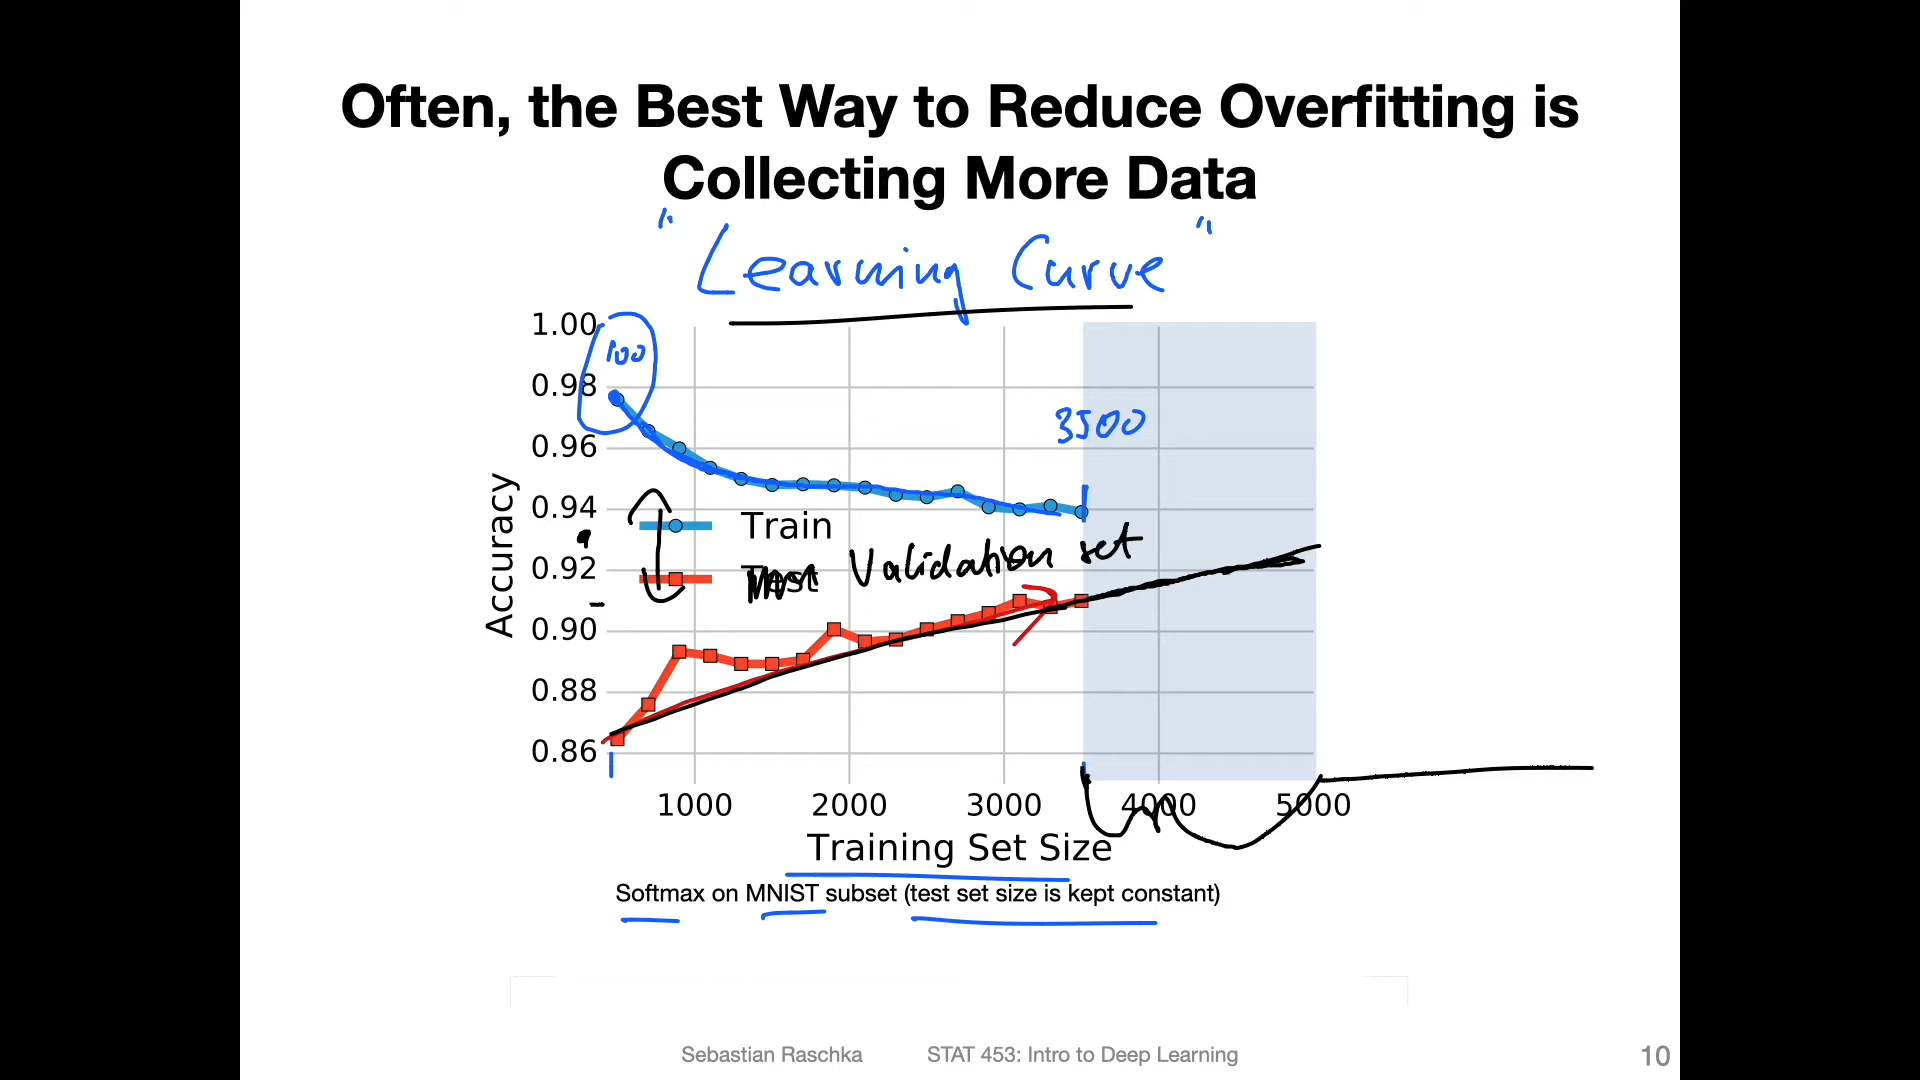 Often, the Best Way to Reduce Overfitting is
Collecting More Data
"Learning Curve"
1.00
100
0.98
0.96
3500
0.94
Train
0.92
Test Validation set
0.90
0.88
0.86
Accuracy
1000 2000 3000 4000 5000
Training Set Size
Softmax on MNIST subset (test set size is kept constant)
Sebastian Raschka STAT 453: Intro to Deep Learning 10